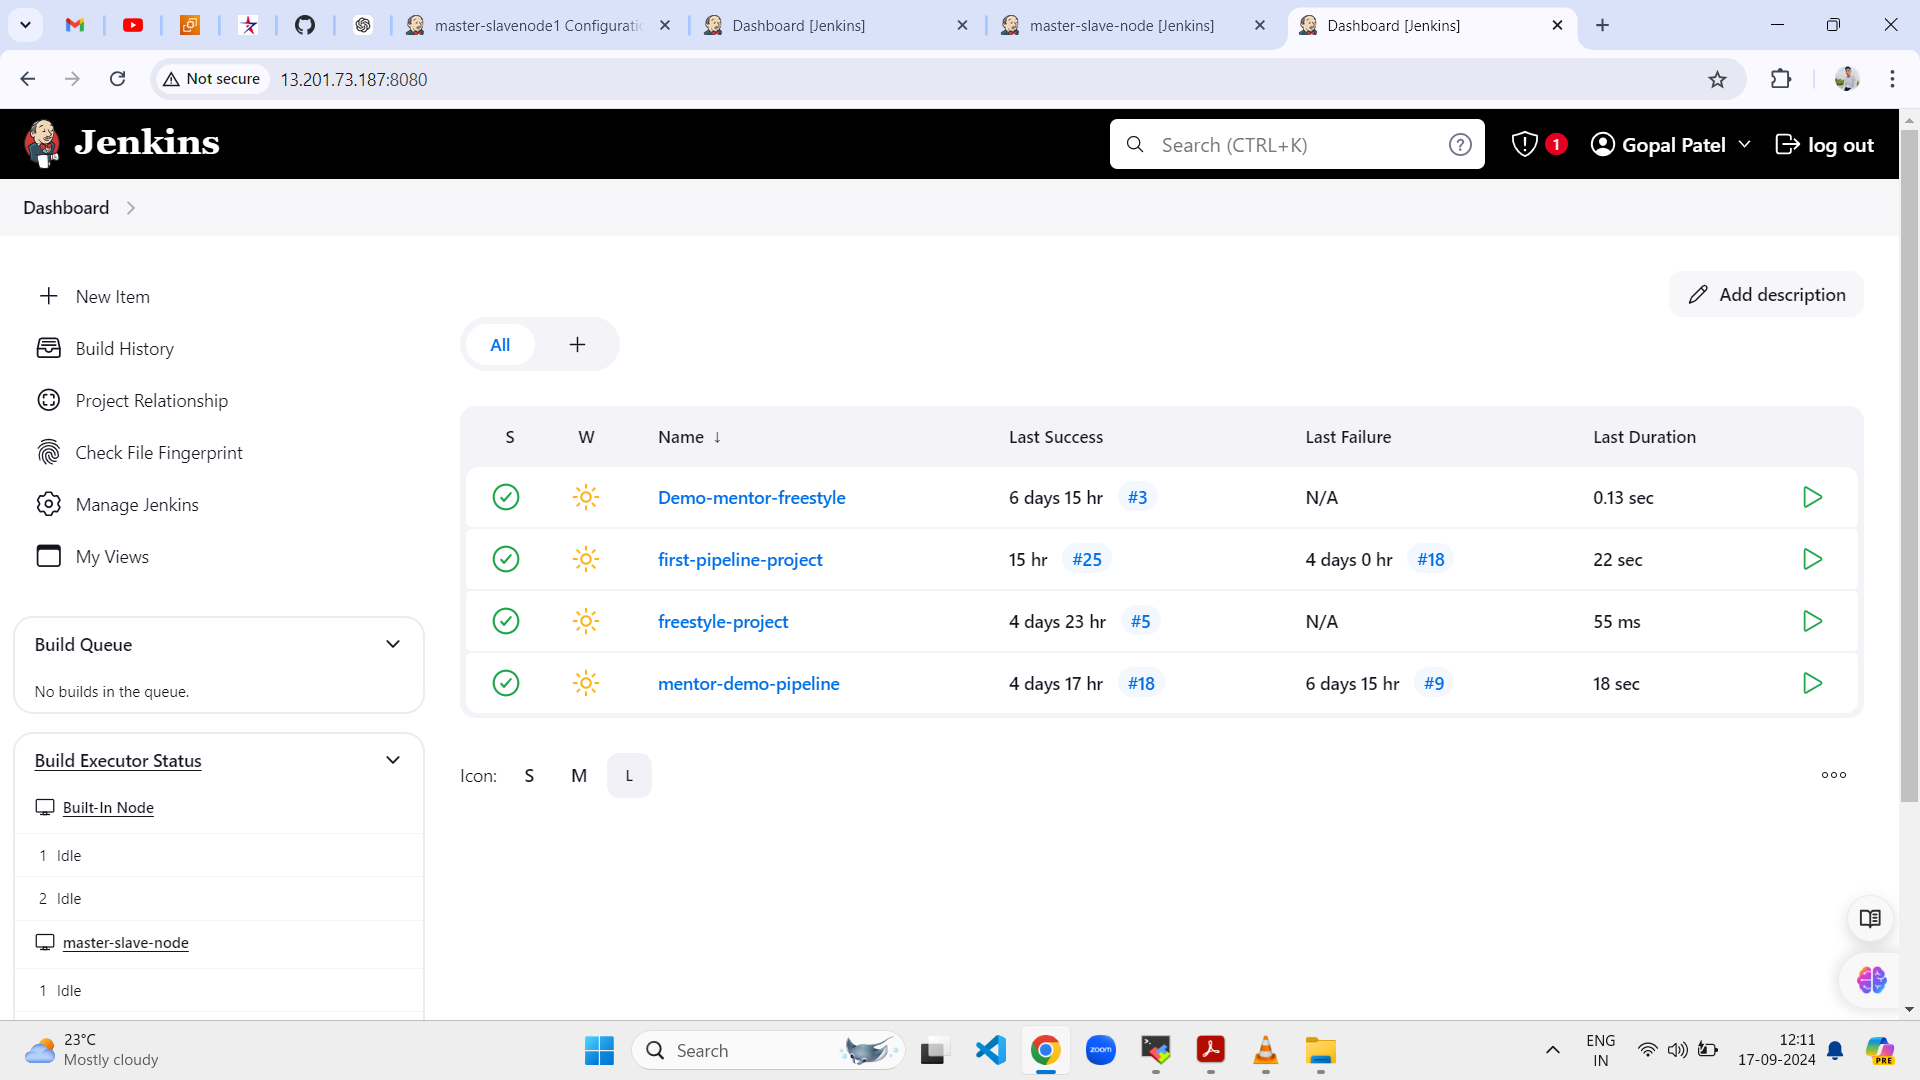 master-slavenode1 Configuratio
Dashboard [Jenkins]
master-slave-node [Jenkins]
Dashboard [Jenkins]
Not secure
13.201.73.187:8080
Jenkins
Search (CTRL+K)
?
1
Gopal Patel
log out
Dashboard
New Item
Build History
Project Relationship
Check File Fingerprint
Manage Jenkins
My Views
Add description
All
+
S W Name ↓ Last Success Last Failure Last Duration
Demo-mentor-freestyle 6 days 15 hr #3 N/A 0.13 sec
first-pipeline-project 15 hr #25 4 days 0 hr #18 22 sec
freestyle-project 4 days 23 hr #5 N/A 55 ms
mentor-demo-pipeline 4 days 17 hr #18 6 days 15 hr #9 18 sec
Icon: S M L
Build Queue
No builds in the queue.
Build Executor Status
Built-In Node
1 Idle
2 Idle
master-slave-node
1 Idle
23°C
Mostly cloudy
Search
zoom
ENG
IN
12:11
17-09-2024
PRE